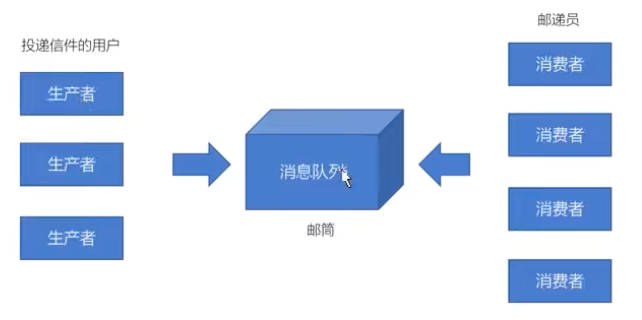 投递信件的用户
生产者
生产者
生产者
消息队列
邮筒
邮递员
消费者
消费者
消费者
消费者